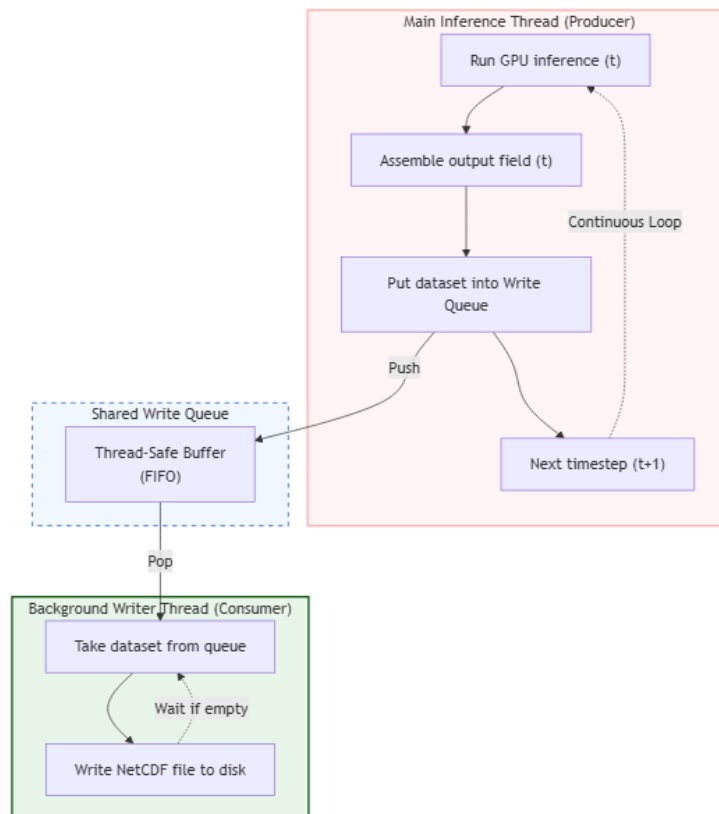 Main Inference Thread (Producer)
Run GPU inference (t)
Assemble output field (t)
Continuous Loop
Put dataset into Write
Queue
Push
Next timestep (t+1)
Shared Write Queue
Thread-Safe Buffer
(FIFO)
Pop
Background Writer Thread (Consumer)
Take dataset from queue
Wait if empty
Write NetCDF file to disk